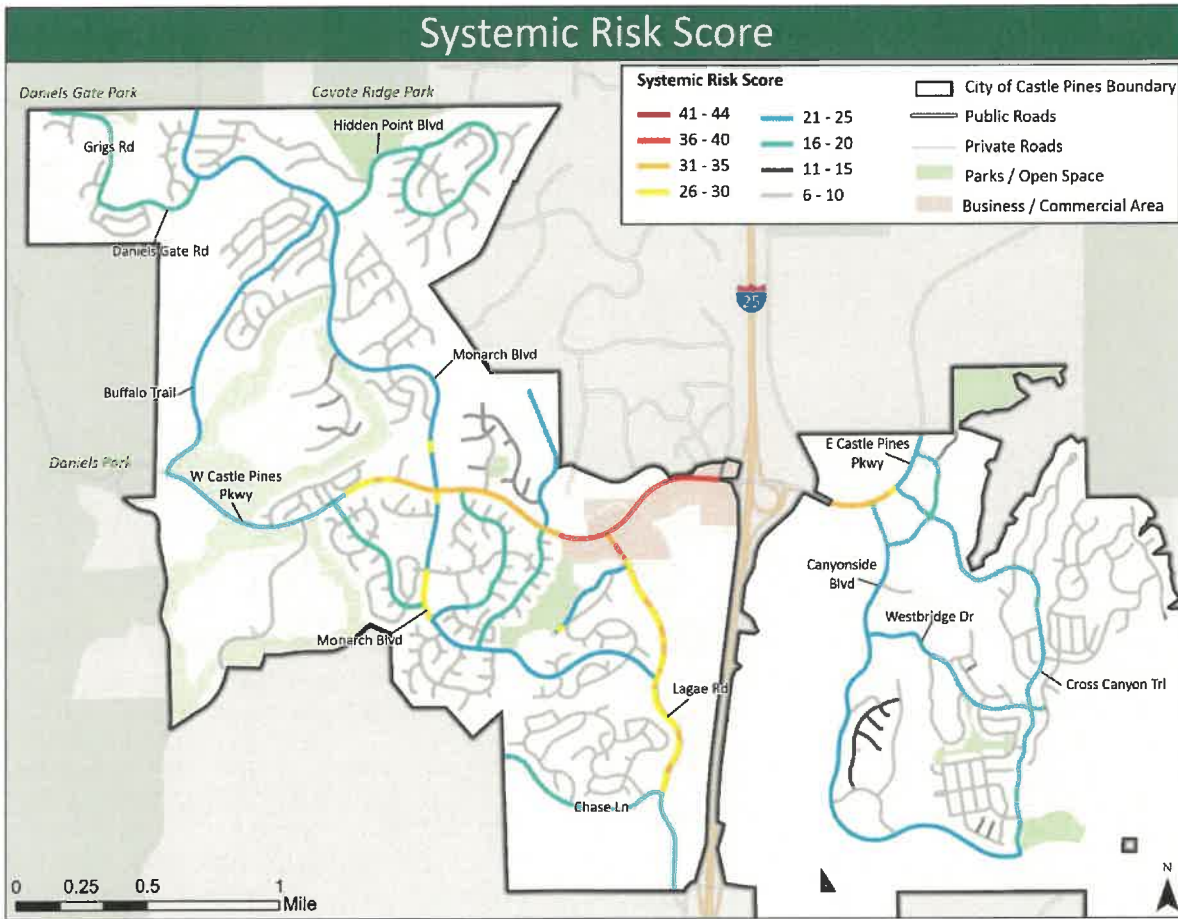 Systemic Risk Score
Systemic Risk Score
41 - 44
36 - 40
31 - 35
26 - 30
21 - 25
16 - 20
11 - 15
6 - 10
City of Castle Pines Boundary
Public Roads
Private Roads
Parks / Open Space
Business / Commercial Area
Daniels Gate Park
Coyote Ridge Park
Hidden Point Blvd
Grigs Rd
Daniels Gate Rd
25
Monarch Blvd
Buffalo Trail
E Castle Pines
Pkwy
Daniels Park
W Castle Pines
Pkwy
Canyonside
Blvd
Westbridge Dr
Monarch Blvd
Lagae Rd
Cross Canyon Trl
Chase Ln
0 0.25 0.5 1
Mile
N